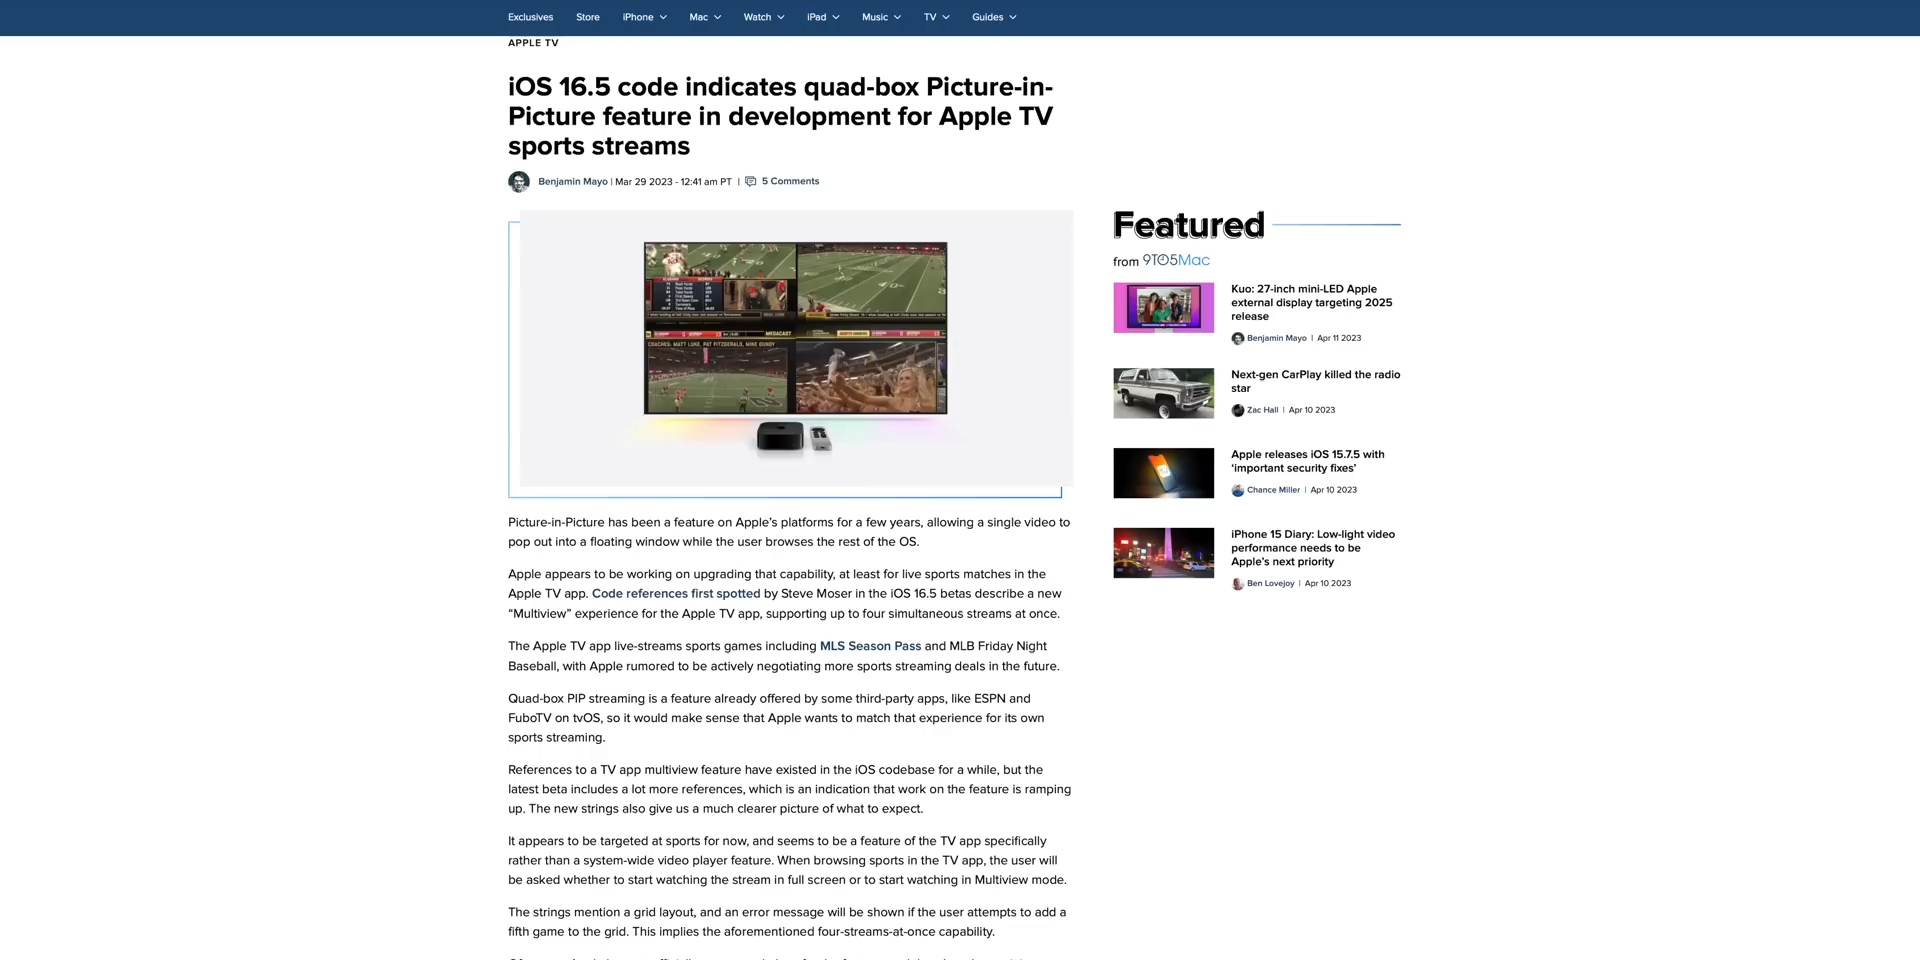 Exclusives Store iPhone Mac Watch iPad Music TV Guides
APPLE TV
iOS 16.5 code indicates quad-box Picture-in-
Picture feature in development for Apple TV
sports streams
Benjamin Mayo | Mar 29 2023 - 12:41 am PT | 5 Comments
MEGACAST
COACHES: MATT LUKE, PAT FITZGERALD, MIKE GUNDY
Picture-in-Picture has been a feature on Apple's platforms for a few years, allowing a single video to
pop out into a floating window while the user browses the rest of the OS.
Apple appears to be working on upgrading that capability, at least for live sports matches in the
Apple TV app. Code references first spotted by Steve Moser in the iOS 16.5 betas describe a new
“Multiview” experience for the Apple TV app, supporting up to four simultaneous streams at once.
The Apple TV app live-streams sports games including MLS Season Pass and MLB Friday Night
Baseball, with Apple rumored to be actively negotiating more sports streaming deals in the future.
Quad-box PIP streaming is a feature already offered by some third-party apps, like ESPN and
FuboTV on tvOS, so it would make sense that Apple wants to match that experience for its own
sports streaming.
References to a TV app multiview feature have existed in the iOS codebase for a while, but the
latest beta includes a lot more references, which is an indication that work on the feature is ramping
up. The new strings also give us a much clearer picture of what to expect.
It appears to be targeted at sports for now, and seems to be a feature of the TV app specifically
rather than a system-wide video player feature. When browsing sports in the TV app, the user will
be asked whether to start watching the stream in full screen or to start watching in Multiview mode.
The strings mention a grid layout, and an error message will be shown if the user attempts to add a
fifth game to the grid. This implies the aforementioned four-streams-at-once capability.
Featured
from 9TO5Mac
Kuo: 27-inch mini-LED Apple
external display targeting 2025
release
Benjamin Mayo | Apr 11 2023
Next-gen CarPlay killed the radio
star
Zac Hall | Apr 10 2023
Apple releases iOS 15.7.5 with
‘important security fixes’
Chance Miller | Apr 10 2023
iPhone 15 Diary: Low-light video
performance needs to be
Apple's next priority
Ben Lovejoy | Apr 10 2023